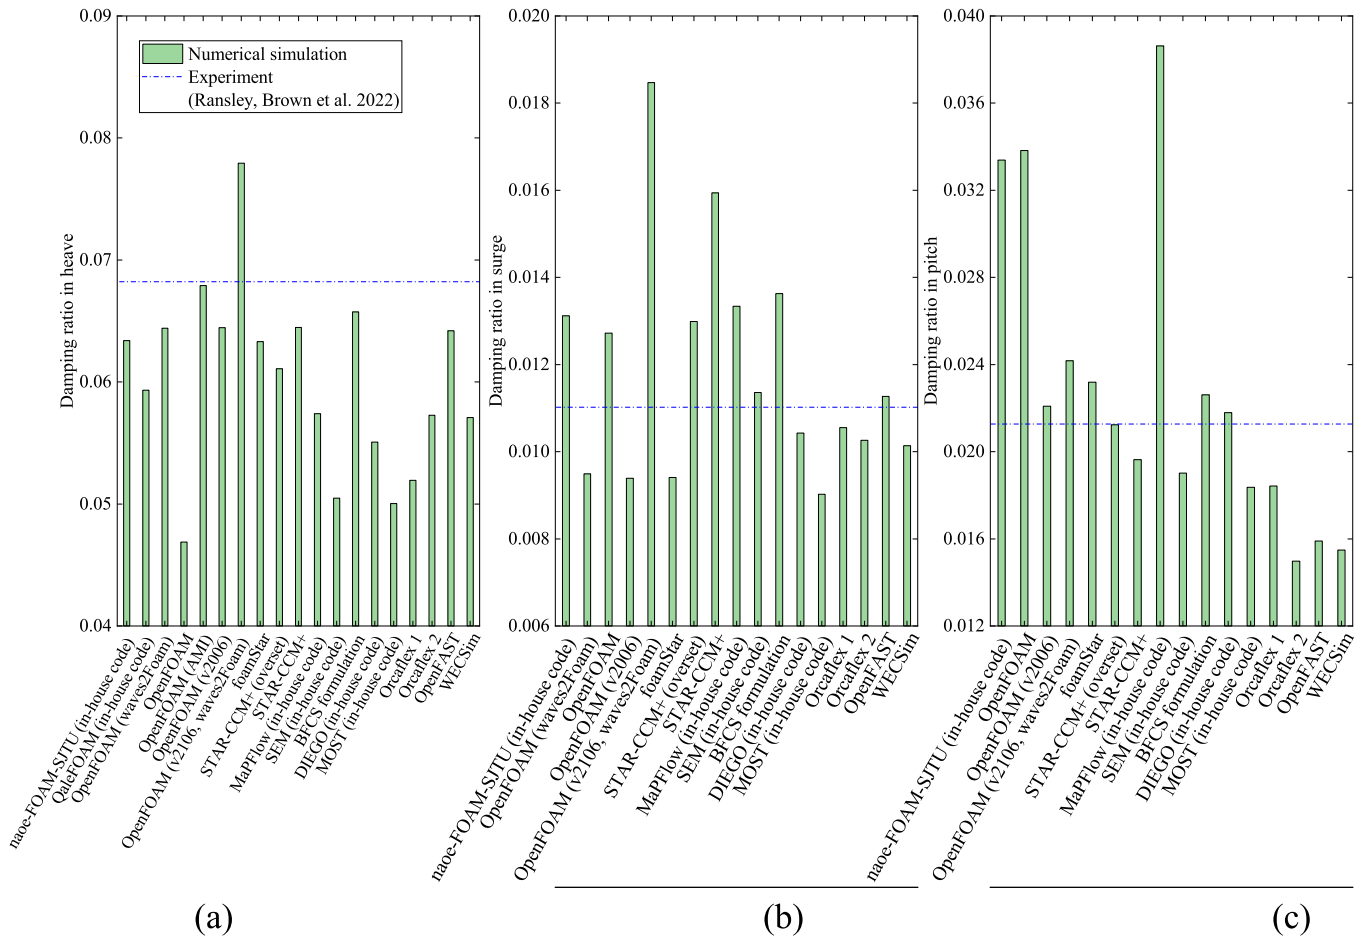 0.09
0.08
0.07
0.06
0.05
0.04
Damping ratio in heave
Numerical simulation
Experiment
(Ransley, Brown et al. 2022)
naoe-FOAM-SJTU (in-house code)
QaleFOAM (in-house code)
OpenFOAM (waves2Foam)
OpenFOAM
OpenFOAM (AMI)
OpenFOAM (v2006)
OpenFOAM (v2106, waves2Foam)
foamStar
STAR-CCM+ (overset)
STAR-CCM+
MaPFlow (in-house code)
SEM (in-house code)
BFCS formulation
DIEGO (in-house code)
MOST (in-house code)
Orcaflex 1
Orcaflex 2
OpenFAST
WECSim
(a)
0.020
0.018
0.016
0.014
0.012
0.010
0.008
0.006
Damping ratio in surge
naoe-FOAM-SJTU (in-house code)
OpenFOAM (waves2Foam)
OpenFOAM
OpenFOAM (v2006)
OpenFOAM (v2106, waves2Foam)
foamStar
STAR-CCM+ (overset)
STAR-CCM+
MaPFlow (in-house code)
SEM (in-house code)
BFCS formulation
DIEGO (in-house code)
MOST (in-house code)
Orcaflex 1
Orcaflex 2
OpenFAST
WECSim
(b)
0.040
0.036
0.032
0.028
0.024
0.020
0.016
0.012
Damping ratio in pitch
naoe-FOAM-SJTU (in-house code)
OpenFOAM
OpenFOAM (v2006)
OpenFOAM (v2106, waves2Foam)
foamStar
STAR-CCM+ (overset)
STAR-CCM+
MaPFlow (in-house code)
SEM (in-house code)
BFCS formulation
DIEGO (in-house code)
MOST (in-house code)
Orcaflex 1
Orcaflex 2
OpenFAST
WECSim
(c)